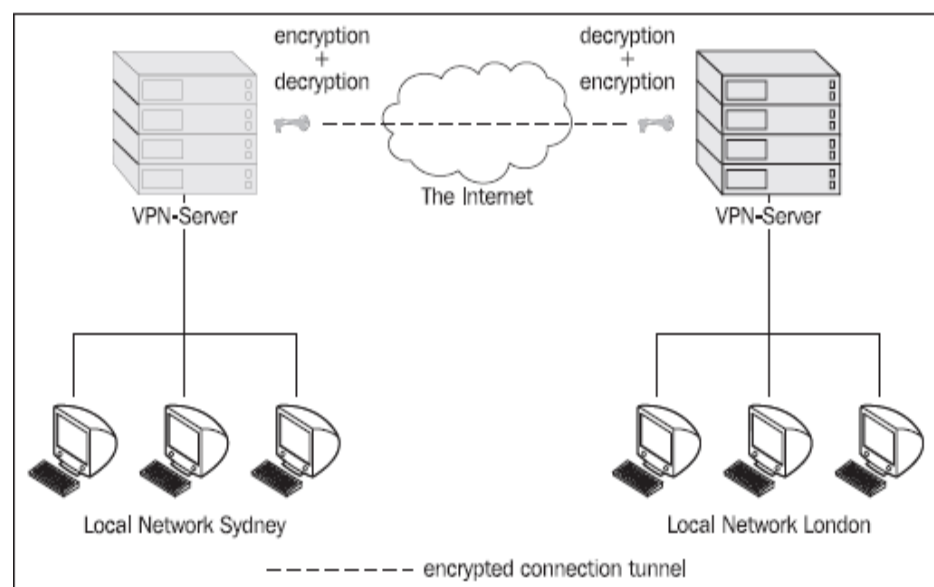 encryption
+
decryption
decryption
+
encryption
The Internet
VPN-Server
VPN-Server
Local Network Sydney
Local Network London
encrypted connection tunnel